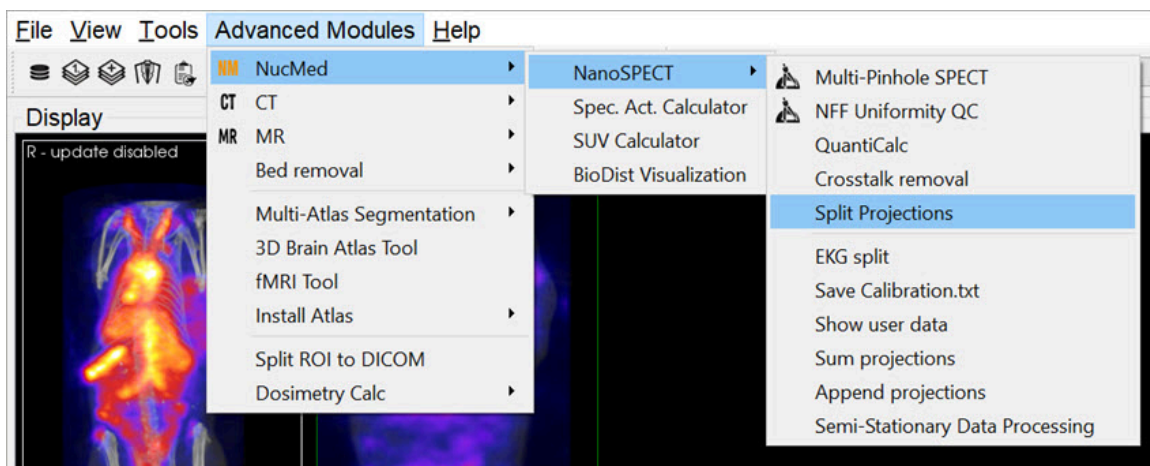 File View Tools Advanced Modules Help
Display
R - update disabled
NM NucMed
CT CT
MR MR
Bed removal
Multi-Atlas Segmentation
3D Brain Atlas Tool
fMRI Tool
Install Atlas
Split ROI to DICOM
Dosimetry Calc
NanoSPECT
Spec. Act. Calculator
SUV Calculator
BioDist Visualization
Multi-Pinhole SPECT
NFF Uniformity QC
QuantiCalc
Crosstalk removal
Split Projections
EKG split
Save Calibration.txt
Show user data
Sum projections
Append projections
Semi-Stationary Data Processing